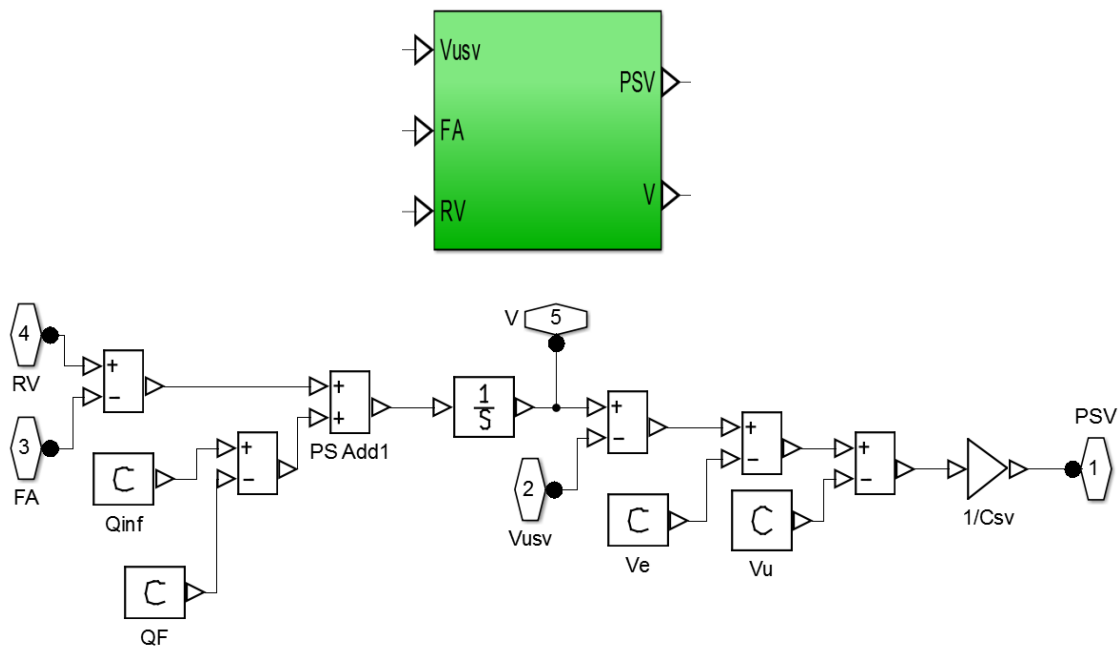 Vusv
PSV
FA
V
RV
4
RV
+
−
3
FA
C
Qinf
+
−
C
QF
+
+
PS Add1
1
S
V
5
+
−
2
Vusv
C
Ve
+
−
C
Vu
+
−
1/Csv
PSV
1